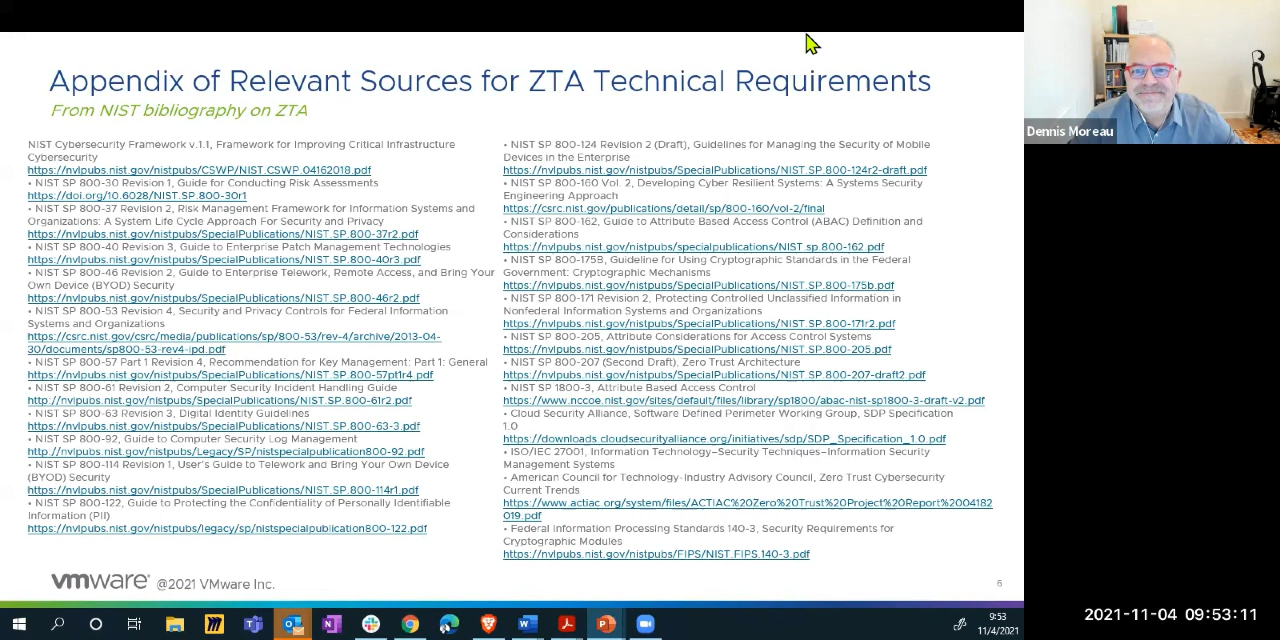 Appendix of Relevant Sources for ZTA Technical Requirements
From NIST bibliography on ZTA
NIST Cybersecurity Framework v.1.1, Framework for Improving Critical Infrastructure
Cybersecurity
https://nvlpubs.nist.gov/nistpubs/CSWP/NIST.CSWP.04162018.pdf
• NIST SP 800-30 Revision 1, Guide for Conducting Risk Assessments
https://doi.org/10.6028/NIST.SP.800-30r1
• NIST SP 800-37 Revision 2, Risk Management Framework for Information Systems and
Organizations: A System Life Cycle Approach For Security and Privacy
https://nvlpubs.nist.gov/nistpubs/SpecialPublications/NIST.SP.800-37r2.pdf
• NIST SP 800-40 Revision 3, Guide to Enterprise Patch Management Technologies
https://nvlpubs.nist.gov/nistpubs/SpecialPublications/NIST.SP.800-40r3.pdf
• NIST SP 800-46 Revision 2, Guide to Enterprise Telework, Remote Access, and Bring Your
Own Device (BYOD) Security
https://nvlpubs.nist.gov/nistpubs/SpecialPublications/NIST.SP.800-46r2.pdf
• NIST SP 800-53 Revision 4, Security and Privacy Controls for Federal Information
Systems and Organizations
https://csrc.nist.gov/csrc/media/publications/sp/800-53/rev-4/archive/2013-04-
30/documents/sp800-53-rev4-ipd.pdf
• NIST SP 800-57 Part 1 Revision 4, Recommendation for Key Management: Part 1: General
https://nvlpubs.nist.gov/nistpubs/SpecialPublications/NIST.SP.800-57pt1r4.pdf
• NIST SP 800-61 Revision 2, Computer Security Incident Handling Guide
http://nvlpubs.nist.gov/nistpubs/SpecialPublications/NIST.SP.800-61r2.pdf
• NIST SP 800-63 Revision 3, Digital Identity Guidelines
https://nvlpubs.nist.gov/nistpubs/SpecialPublications/NIST.SP.800-63-3.pdf
• NIST SP 800-92, Guide to Computer Security Log Management
http://nvlpubs.nist.gov/nistpubs/Legacy/SP/nistspecialpublication800-92.pdf
• NIST SP 800-114 Revision 1, User's Guide to Telework and Bring Your Own Device
(BYOD) Security
https://nvlpubs.nist.gov/nistpubs/SpecialPublications/NIST.SP.800-114r1.pdf
• NIST SP 800-122, Guide to Protecting the Confidentiality of Personally Identifiable
Information (PII)
https://nvlpubs.nist.gov/nistpubs/legacy/sp/nistspecialpublication800-122.pdf
• NIST SP 800-124 Revision 2 (Draft), Guidelines for Managing the Security of Mobile
Devices in the Enterprise
https://nvlpubs.nist.gov/nistpubs/SpecialPublications/NIST.SP.800-124r2-draft.pdf
• NIST SP 800-160 Vol. 2, Developing Cyber Resilient Systems: A Systems Security
Engineering Approach
https://csrc.nist.gov/publications/detail/sp/800-160/vol-2/final
• NIST SP 800-162, Guide to Attribute Based Access Control (ABAC) Definition and
Considerations
https://nvlpubs.nist.gov/nistpubs/specialpublications/NIST.sp.800-162.pdf
• NIST SP 800-175B, Guideline for Using Cryptographic Standards in the Federal
Government: Cryptographic Mechanisms
https://nvlpubs.nist.gov/nistpubs/SpecialPublications/NIST.SP.800-175b.pdf
• NIST SP 800-171 Revision 2, Protecting Controlled Unclassified Information in
Nonfederal Information Systems and Organizations
https://nvlpubs.nist.gov/nistpubs/SpecialPublications/NIST.SP.800-171r2.pdf
• NIST SP 800-205, Attribute Considerations for Access Control Systems
https://nvlpubs.nist.gov/nistpubs/SpecialPublications/NIST.SP.800-205.pdf
• NIST SP 800-207 (Second Draft), Zero Trust Architecture
https://nvlpubs.nist.gov/nistpubs/SpecialPublications/NIST.SP.800-207-draft2.pdf
• NIST SP 1800-3, Attribute Based Access Control
https://www.nccoe.nist.gov/sites/default/files/library/sp1800/abac-nist-sp1800-3-draft-v2.pdf
• Cloud Security Alliance, Software Defined Perimeter Working Group, SDP Specification
1.0
https://downloads.cloudsecurityalliance.org/initiatives/sdp/SDP_Specification_1.0.pdf
• ISO/IEC 27001, Information Technology–Security Techniques–Information Security
Management Systems
• American Council for Technology-Industry Advisory Council, Zero Trust Cybersecurity
Current Trends
https://www.actiac.org/system/files/ACTIAC%20Zero%20Trust%20Project%20Report%2004182
019.pdf
• Federal Information Processing Standards 140-3, Security Requirements for
Cryptographic Modules
https://nvlpubs.nist.gov/nistpubs/FIPS/NIST.FIPS.140-3.pdf
vmware® @2021 VMware Inc.
6
Dennis Moreau
9:53
11/4/2021
2021-11-04 09:53:11